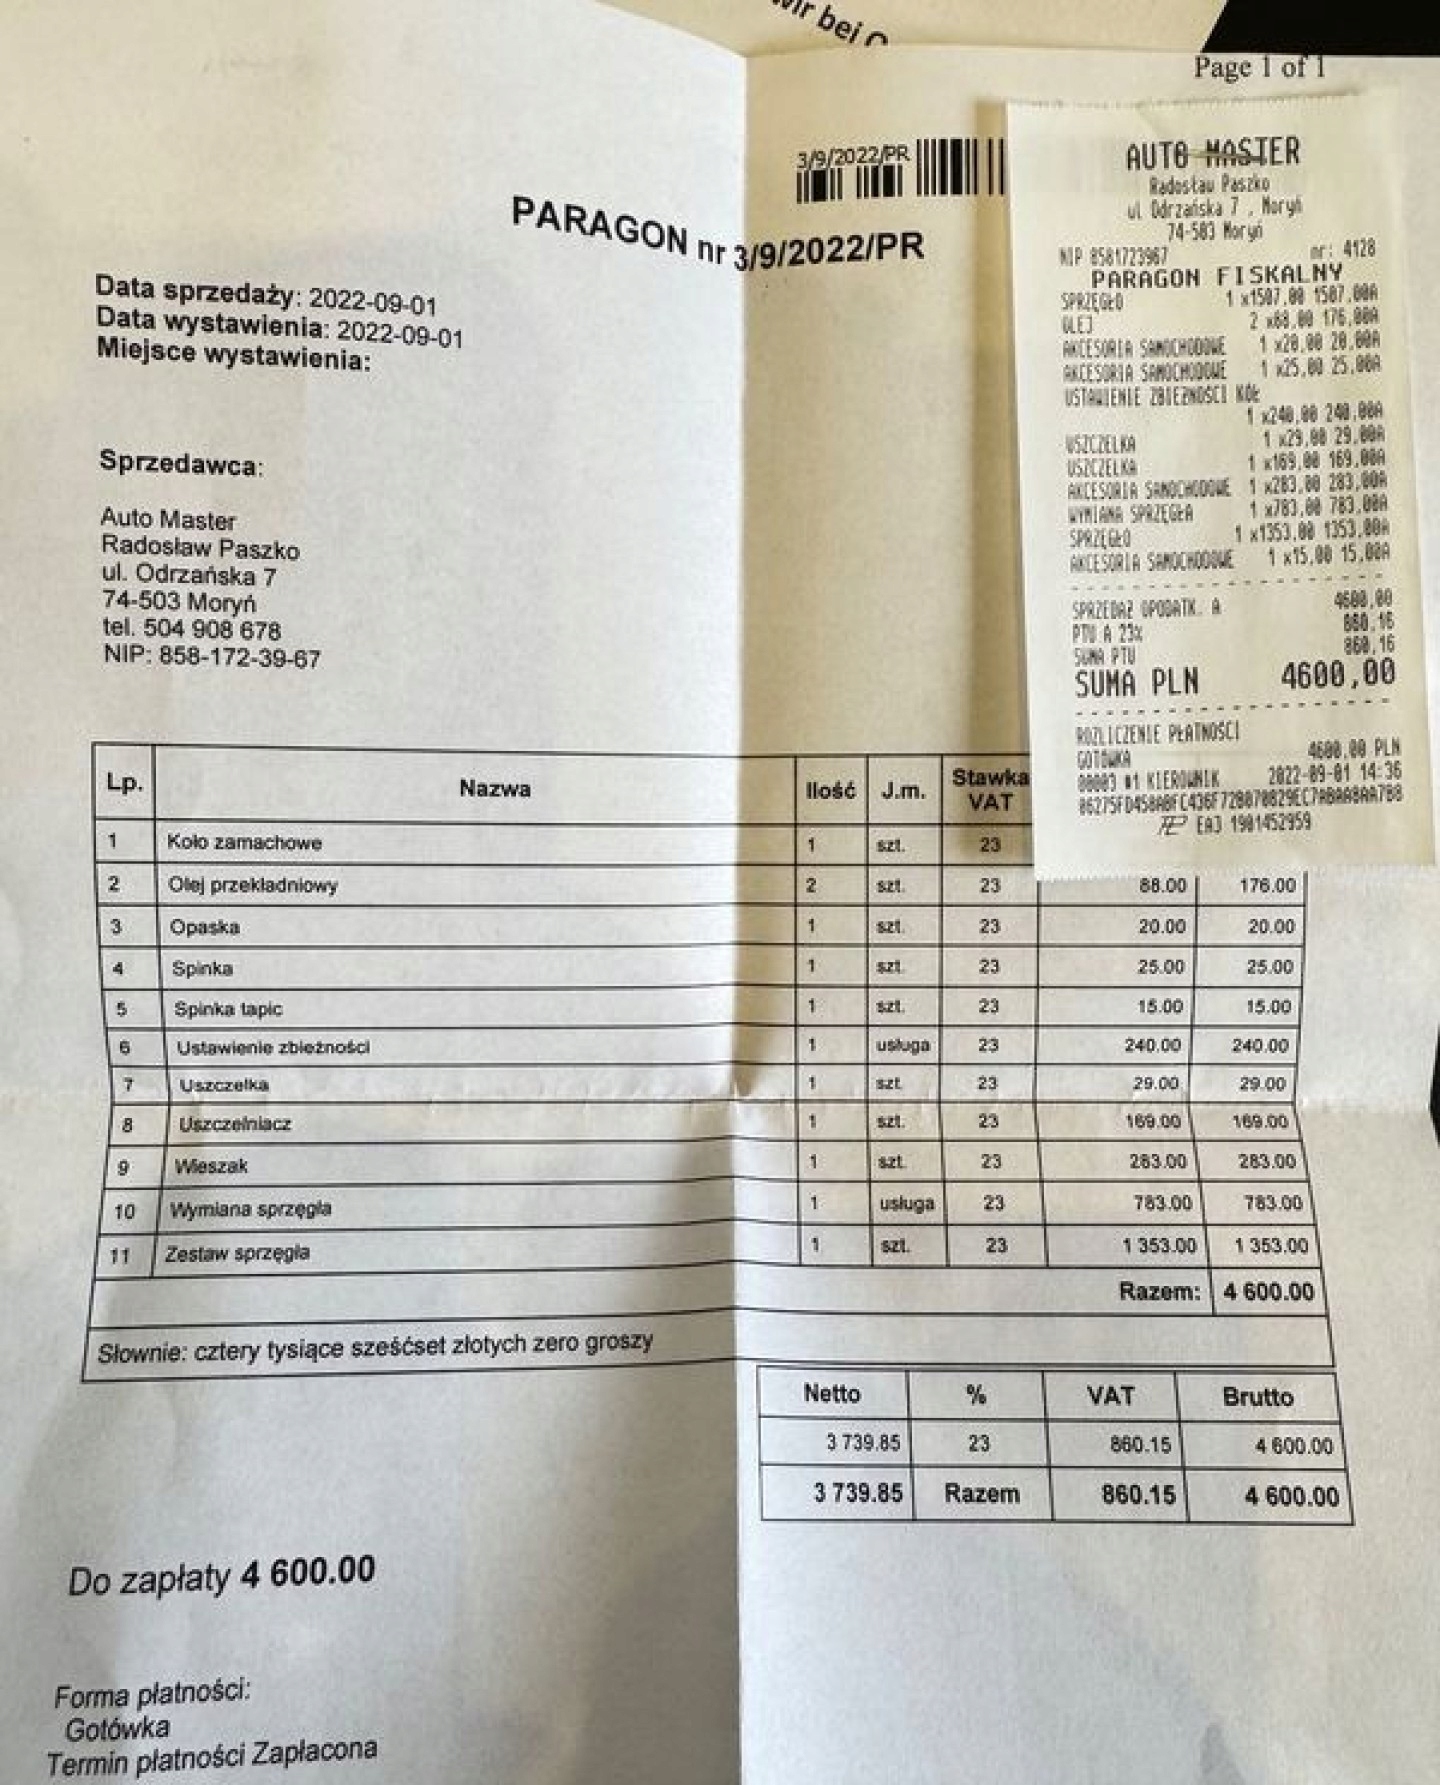 wir bei
Page 1 of 1
3/9/2022/PR
PARAGON nr 3/9/2022/PR
Data sprzedaży: 2022-09-01
Data wystawienia: 2022-09-01
Miejsce wystawienia:
Sprzedawca:
Auto Master
Radosław Paszko
ul. Odrzańska 7
74-503 Moryń
tel. 504 908 678
NIP: 858-172-39-67
AUTO MASTER
Radosław Paszko
ul Odrzańska 7 , Moryń
74-503 Moryń
NIP 8581723967 nr: 4128
PARAGON FISKALNY
SPRZĘGŁO 1 x1507,00 1507,00A
OLEJ 2 x88,00 176,00A
AKCESORIA SAMOCHODOWE 1 x20,00 20,00A
AKCESORIA SAMOCHODOWE 1 x25,00 25,00A
USTAWIENIE ZBIEŻNOŚCI KÓŁ
1 x240,00 240,00A
USZCZELKA 1 x29,00 29,00A
USZCZELKA 1 x169,00 169,00A
AKCESORIA SAMOCHODOWE 1 x283,00 283,00A
WYMIANA SPRZĘGŁA 1 x783,00 783,00A
SPRZĘGŁO 1 x1353,00 1353,00A
AKCESORIA SAMOCHODOWE 1 x15,00 15,00A
SPRZEDAŻ OPODATK. A 4600,00
PTU A 23% 860,16
SUMA PTU 860,16
SUMA PLN 4600,00
ROZLICZENIE PŁATNOŚCI
GOTÓWKA 4600,00 PLN
00003 #1 KIEROWNIK 2022-09-01 14:36
EAJ 1901452959
Lp. Nazwa Ilość J.m. Stawka VAT
1 Koło zamachowe 1 szt. 23
2 Olej przekładniowy 2 szt. 23 88.00 176.00
3 Opaska 1 szt. 23 20.00 20.00
4 Spinka 1 szt. 23 25.00 25.00
5 Spinka tapic 1 szt. 23 15.00 15.00
6 Ustawienie zbieżności 1 usługa 23 240.00 240.00
7 Uszczelka 1 szt. 23 29.00 29.00
8 Uszczelniacz 1 szt. 23 169.00 169.00
9 Wieszak 1 szt. 23 283.00 283.00
10 Wymiana sprzęgła 1 usługa 23 783.00 783.00
11 Zestaw sprzęgła 1 szt. 23 1 353.00 1 353.00
Razem: 4 600.00
Słownie: cztery tysiące sześćset złotych zero groszy
Netto % VAT Brutto
3 739.85 23 860.15 4 600.00
3 739.85 Razem 860.15 4 600.00
Do zapłaty 4 600.00
Forma płatności:
Gotówka
Termin płatności Zapłacona